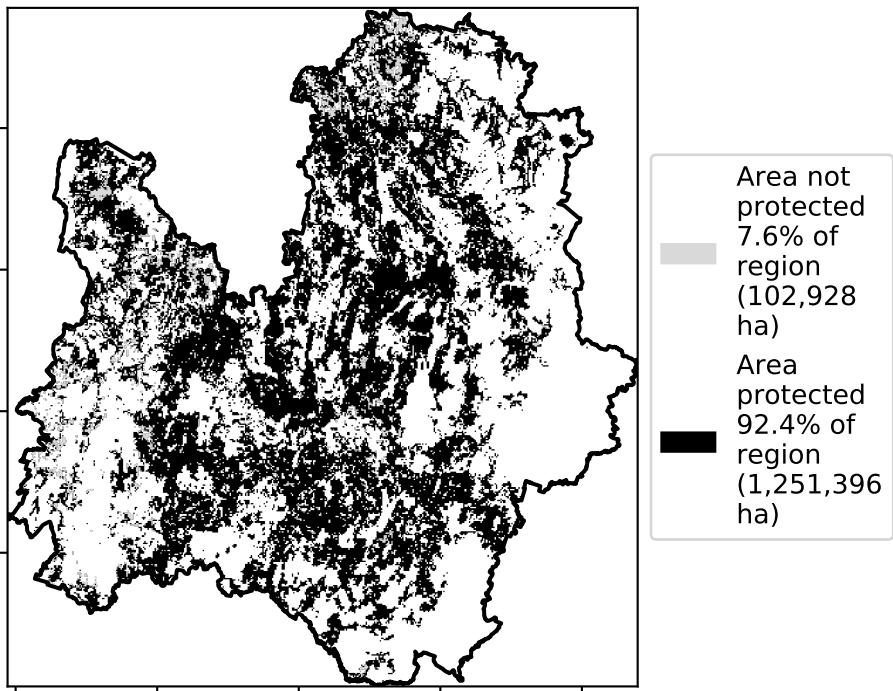 Area not
protected
7.6% of
region
(102,928
ha)
Area
protected
92.4% of
region
(1,251,396
ha)